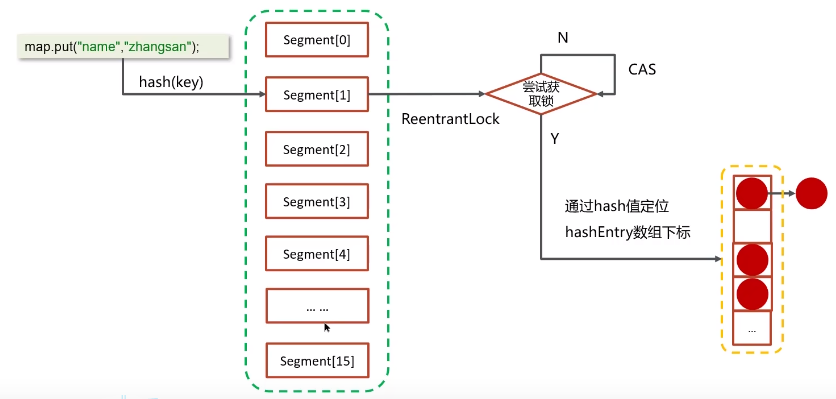 map.put("name","zhangsan");
hash(key)
Segment[0]
Segment[1]
Segment[2]
Segment[3]
Segment[4]
... ...
Segment[15]
ReentrantLock
尝试获
取锁
N
CAS
Y
通过hash值定位
hashEntry数组下标
...